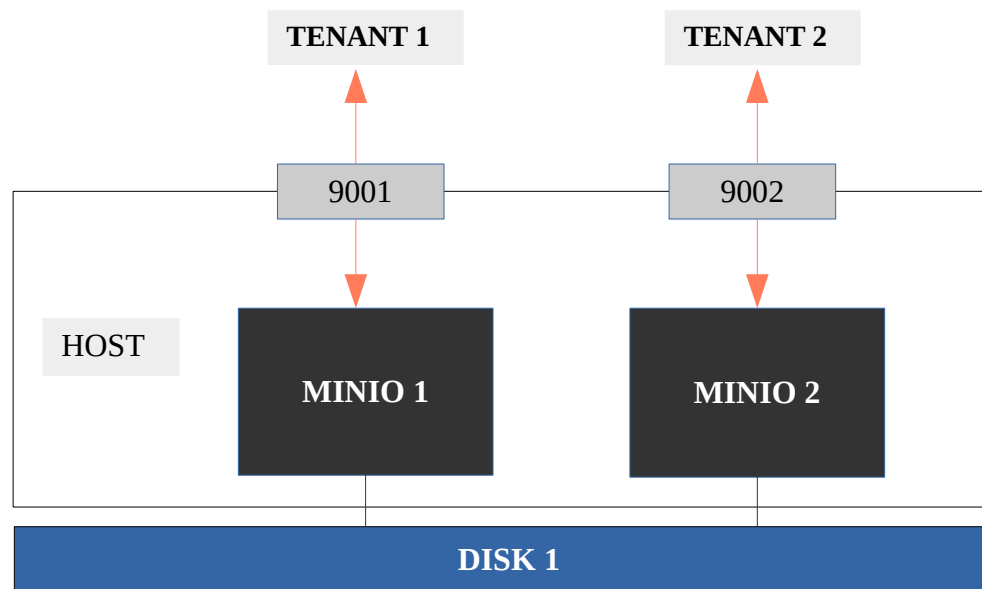 TENANT 1
TENANT 2
9001
9002
HOST
MINIO 1
MINIO 2
DISK 1